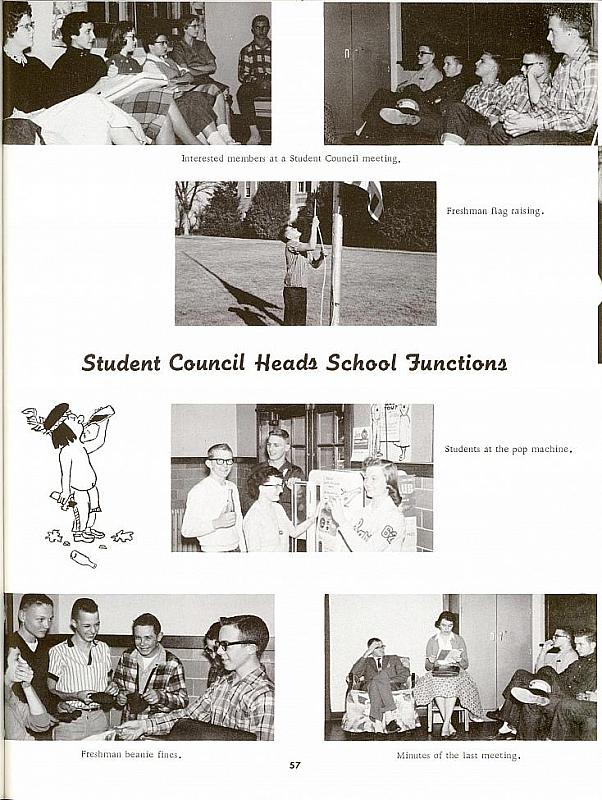 Interested members at a Student Council meeting.
Freshman flag raising.
Student Council Heads School Functions
Students at the pop machine.
62
Freshman beanie fines.
Minutes of the last meeting.
57